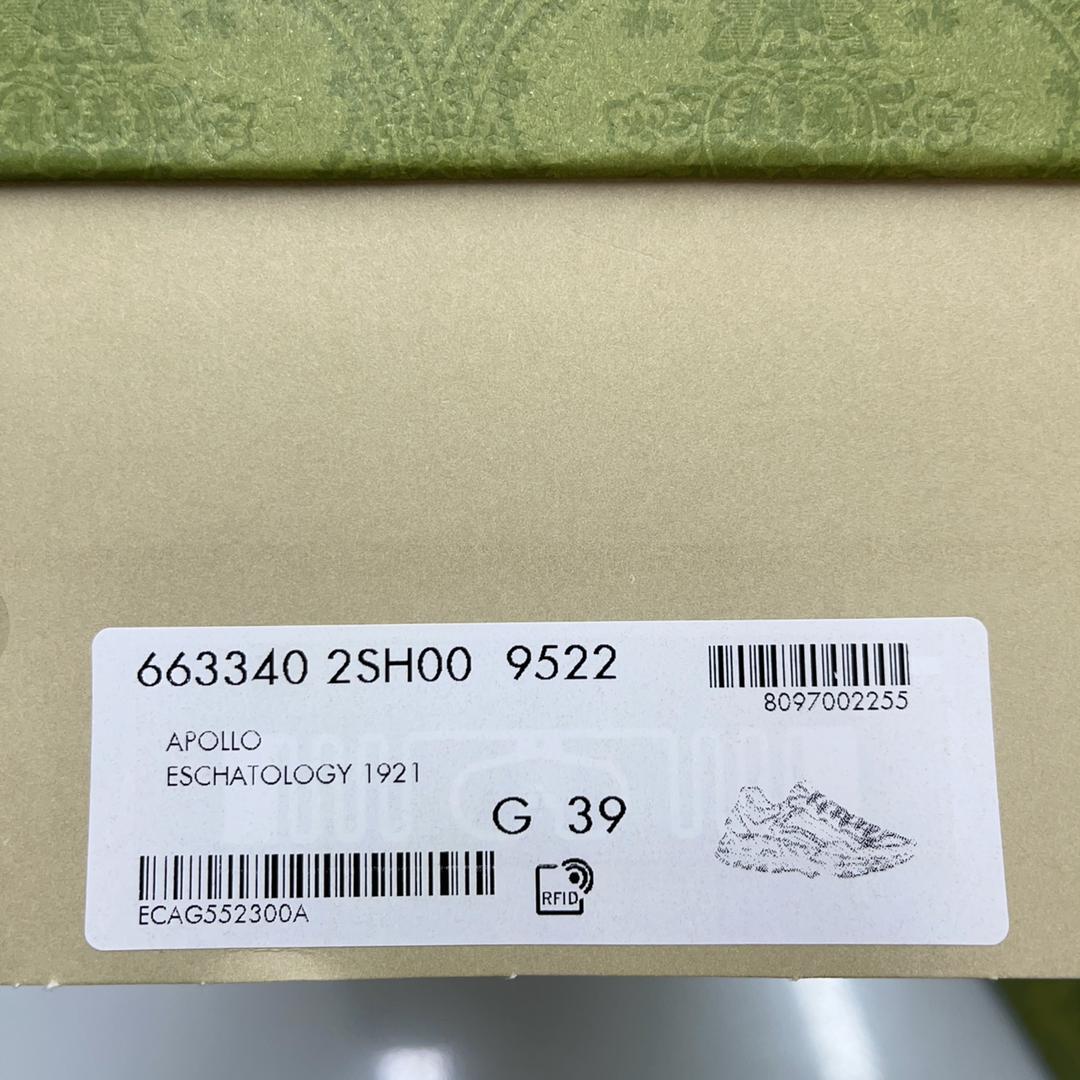 663340 2SH00 9522
8097002255
APOLLO
ESCHATOLOGY 1921
G 39
ECAG552300A
RFID